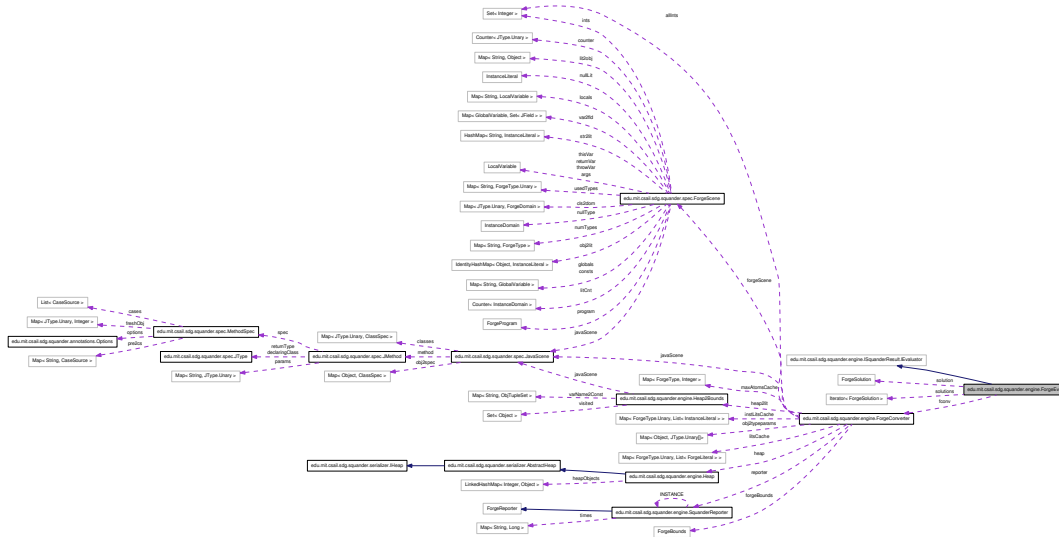 Set< Integer >
allInts
ints
Counter< JType.Unary >
counter
Map< String, Object >
lit2obj
InstanceLiteral
nullLit
Map< String, LocalVariable >
locals
Map< GlobalVariable, Set< JField > >
var2fld
HashMap< String, InstanceLiteral >
str2lit
thisVar
LocalVariable
returnVar
throwVar
args
Map< String, ForgeType.Unary >
usedTypes
edu.mit.csail.sdg.squander.spec.ForgeScene
Map< JType.Unary, ForgeDomain >
cls2dom
nullType
InstanceDomain
numTypes
Map< String, ForgeType >
obj2lit
IdentityHashMap< Object, InstanceLiteral >
globals
consts
forgeScene
Map< String, GlobalVariable >
litCnt
Counter< InstanceDomain >
program
ForgeProgram
javaScene
List< CaseSource >
cases
Map< JType.Unary, Integer >
freshObj
edu.mit.csail.sdg.squander.spec.MethodSpec
options
edu.mit.csail.sdg.squander.annotations.Options
preds
Map< String, CaseSource >
spec
Map< JType.Unary, ClassSpec >
classes
returnType
declaringClass
params
edu.mit.csail.sdg.squander.spec.JType
edu.mit.csail.sdg.squander.spec.JMethod
method
edu.mit.csail.sdg.squander.spec.JavaScene
Map< String, JType.Unary >
Map< Object, ClassSpec >
obj2spec
javaScene
javaScene
edu.mit.csail.sdg.squander.engine.ISquanderResult.IEvaluator
ForgeSolution
solution
Map< ForgeType, Integer >
maxAtomsCache
edu.mit.csail.sdg.squander.engine.ForgeEv
Map< String, ObjTupleSet >
varName2Const
edu.mit.csail.sdg.squander.engine.Heap2Bounds
heap2lit
Iterator< ForgeSolution >
solutions
Set< Object >
visited
fconv
Map< ForgeType.Unary, List< InstanceLiteral > >
instLitsCache
edu.mit.csail.sdg.squander.engine.ForgeConverter
obj2typeparams
Map< Object, JType.Unary[]>
Map< ForgeType.Unary, List< ForgeLiteral > >
litsCache
heap
edu.mit.csail.sdg.squander.serializer.IHeap
edu.mit.csail.sdg.squander.serializer.AbstractHeap
edu.mit.csail.sdg.squander.engine.Heap
reporter
LinkedHashMap< Integer, Object >
heapObjects
INSTANCE
forgeBounds
ForgeReporter
edu.mit.csail.sdg.squander.engine.SquanderReporter
times
Map< String, Long >
ForgeBounds